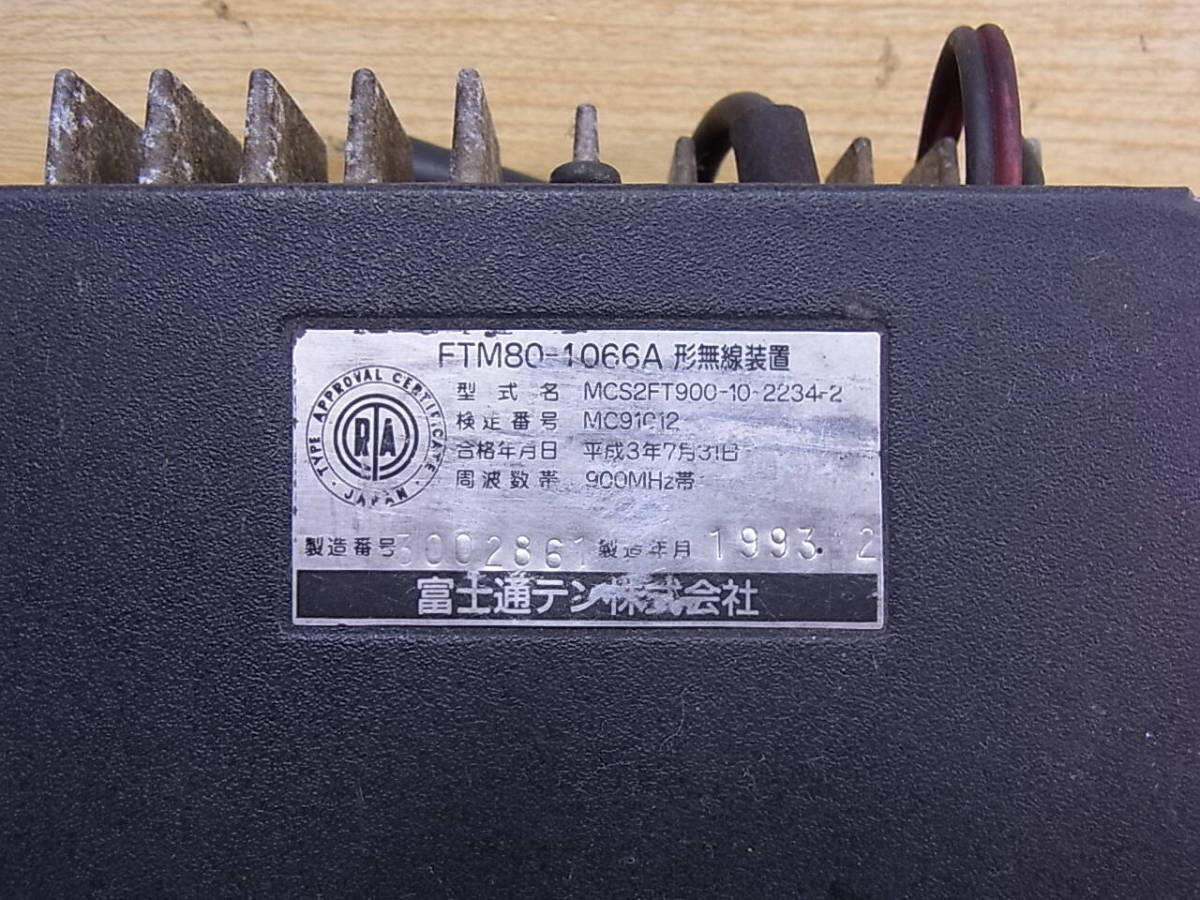 FTM80-1066A 形無線装置
TYPE APPROVAL CERTIFICATE
RTA
JAPAN
型式名 MCS2FT900-10-2234-2
検定番号 MC91012
合格年月日 平成3年7月31日
周波数帯 900MHz帯
製造番号 3002861 製造年月 1993. 2
富士通テン株式会社